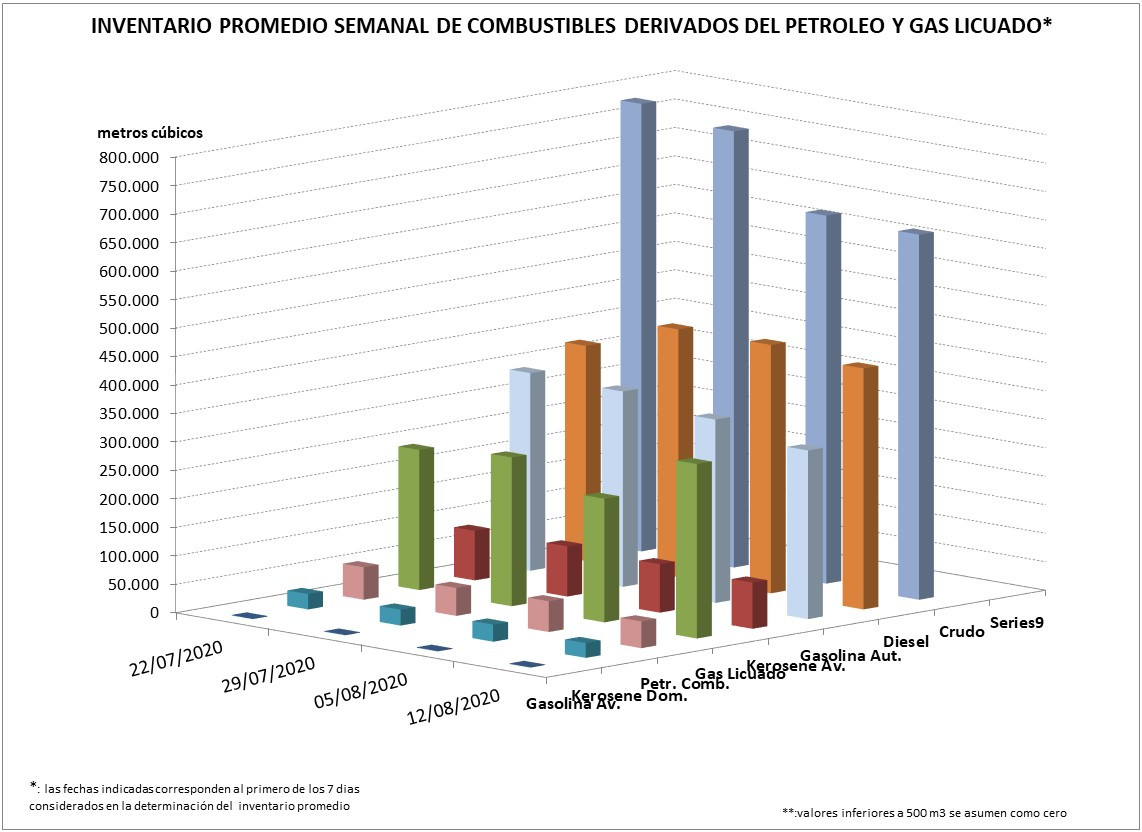 INVENTARIO PROMEDIO SEMANAL DE COMBUSTIBLES DERIVADOS DEL PETROLEO Y GAS LICUADO*
metros cúbicos
800.000
750.000
700.000
650.000
600.000
550.000
500.000
450.000
400.000
350.000
300.000
250.000
200.000
150.000
100.000
50.000
0
22/07/2020
29/07/2020
05/08/2020
12/08/2020
Gasolina Av.
Kerosene Dom.
Petr. Comb.
Gas Licuado
Kerosene Av.
Gasolina Aut.
Diesel
Crudo
Series9
*: las fechas indicadas corresponden al primero de los 7 dias
considerados en la determinación del inventario promedio
**:valores inferiores a 500 m3 se asumen como cero